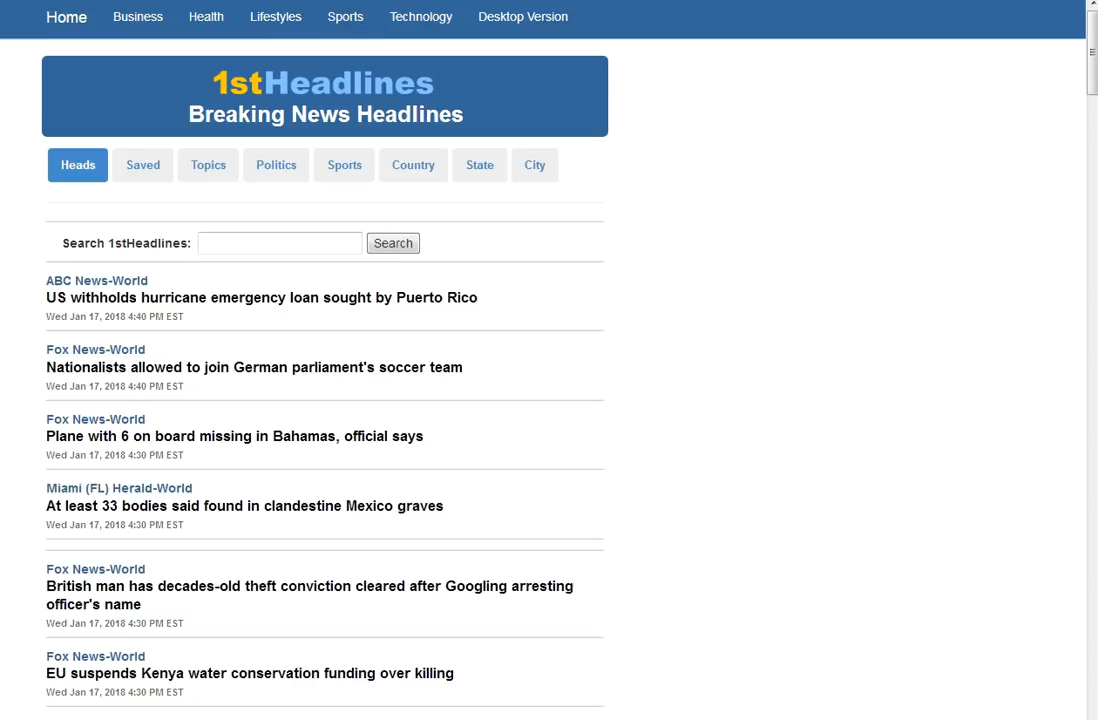 Home Business Health Lifestyles Sports Technology Desktop Version
1stHeadlines
Breaking News Headlines
Heads Saved Topics Politics Sports Country State City
Search 1stHeadlines: Search
ABC News-World
US withholds hurricane emergency loan sought by Puerto Rico
Wed Jan 17, 2018 4:40 PM EST
Fox News-World
Nationalists allowed to join German parliament's soccer team
Wed Jan 17, 2018 4:40 PM EST
Fox News-World
Plane with 6 on board missing in Bahamas, official says
Wed Jan 17, 2018 4:30 PM EST
Miami (FL) Herald-World
At least 33 bodies said found in clandestine Mexico graves
Wed Jan 17, 2018 4:30 PM EST
Fox News-World
British man has decades-old theft conviction cleared after Googling arresting
officer's name
Wed Jan 17, 2018 4:30 PM EST
Fox News-World
EU suspends Kenya water conservation funding over killing
Wed Jan 17, 2018 4:30 PM EST